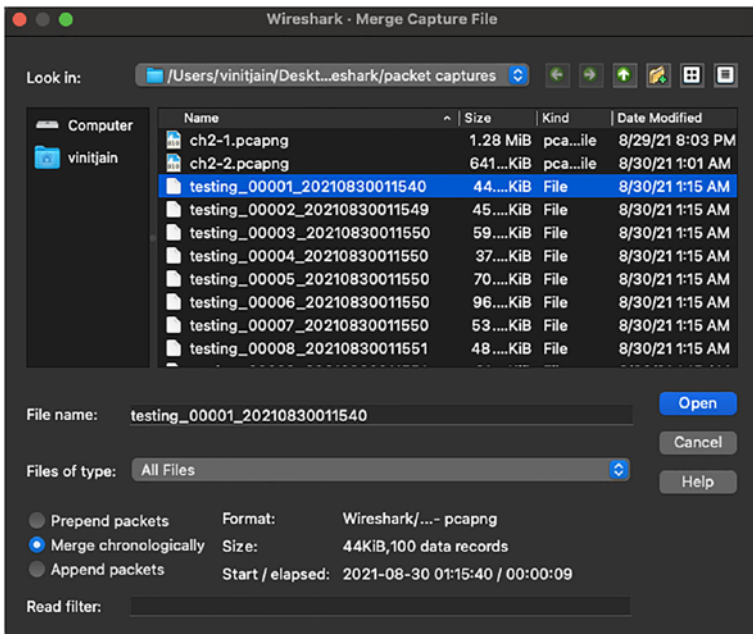 Wireshark · Merge Capture File
Look in: /Users/vinitjain/Deskt...eshark/packet captures
Computer
vinitjain
Name Size Kind Date Modified
ch2-1.pcapng 1.28 MiB pca...ile 8/29/21 8:03 PM
ch2-2.pcapng 641...KiB pca...ile 8/30/21 1:01 AM
testing_00001_20210830011540 44....KiB File 8/30/21 1:15 AM
testing_00002_20210830011549 45....KiB File 8/30/21 1:15 AM
testing_00003_20210830011550 59....KiB File 8/30/21 1:15 AM
testing_00004_20210830011550 37....KiB File 8/30/21 1:15 AM
testing_00005_20210830011550 70....KiB File 8/30/21 1:15 AM
testing_00006_20210830011550 96....KiB File 8/30/21 1:15 AM
testing_00007_20210830011550 53....KiB File 8/30/21 1:15 AM
testing_00008_20210830011551 48....KiB File 8/30/21 1:15 AM
File name: testing_00001_20210830011540
Open
Cancel
Files of type: All Files
Help
Prepend packets Format: Wireshark/...- pcapng
Merge chronologically Size: 44KiB,100 data records
Append packets Start / elapsed: 2021-08-30 01:15:40 / 00:00:09
Read filter: